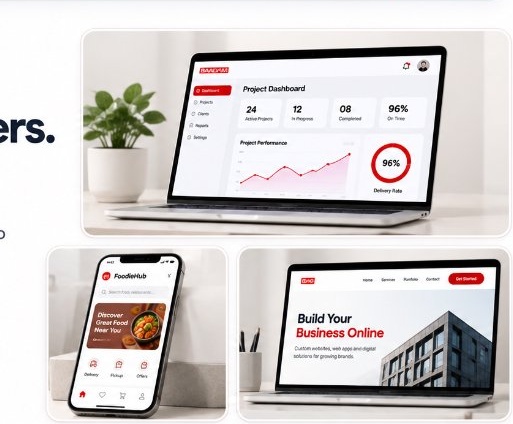 ers.
BAADAM
Dashboard
Projects
Clients
Reports
Settings
Project Dashboard
24
Active Projects
12
In Progress
08
Completed
96%
On Time
Project Performance
96%
Delivery Rate
FoodieHub
Discover
Great Food
Near You
Delivery
Pickup
Offers
Home
Services
Contact
Get Started
Build Your
Business Online
Custom websites, web apps and digital
solutions for growing brands.